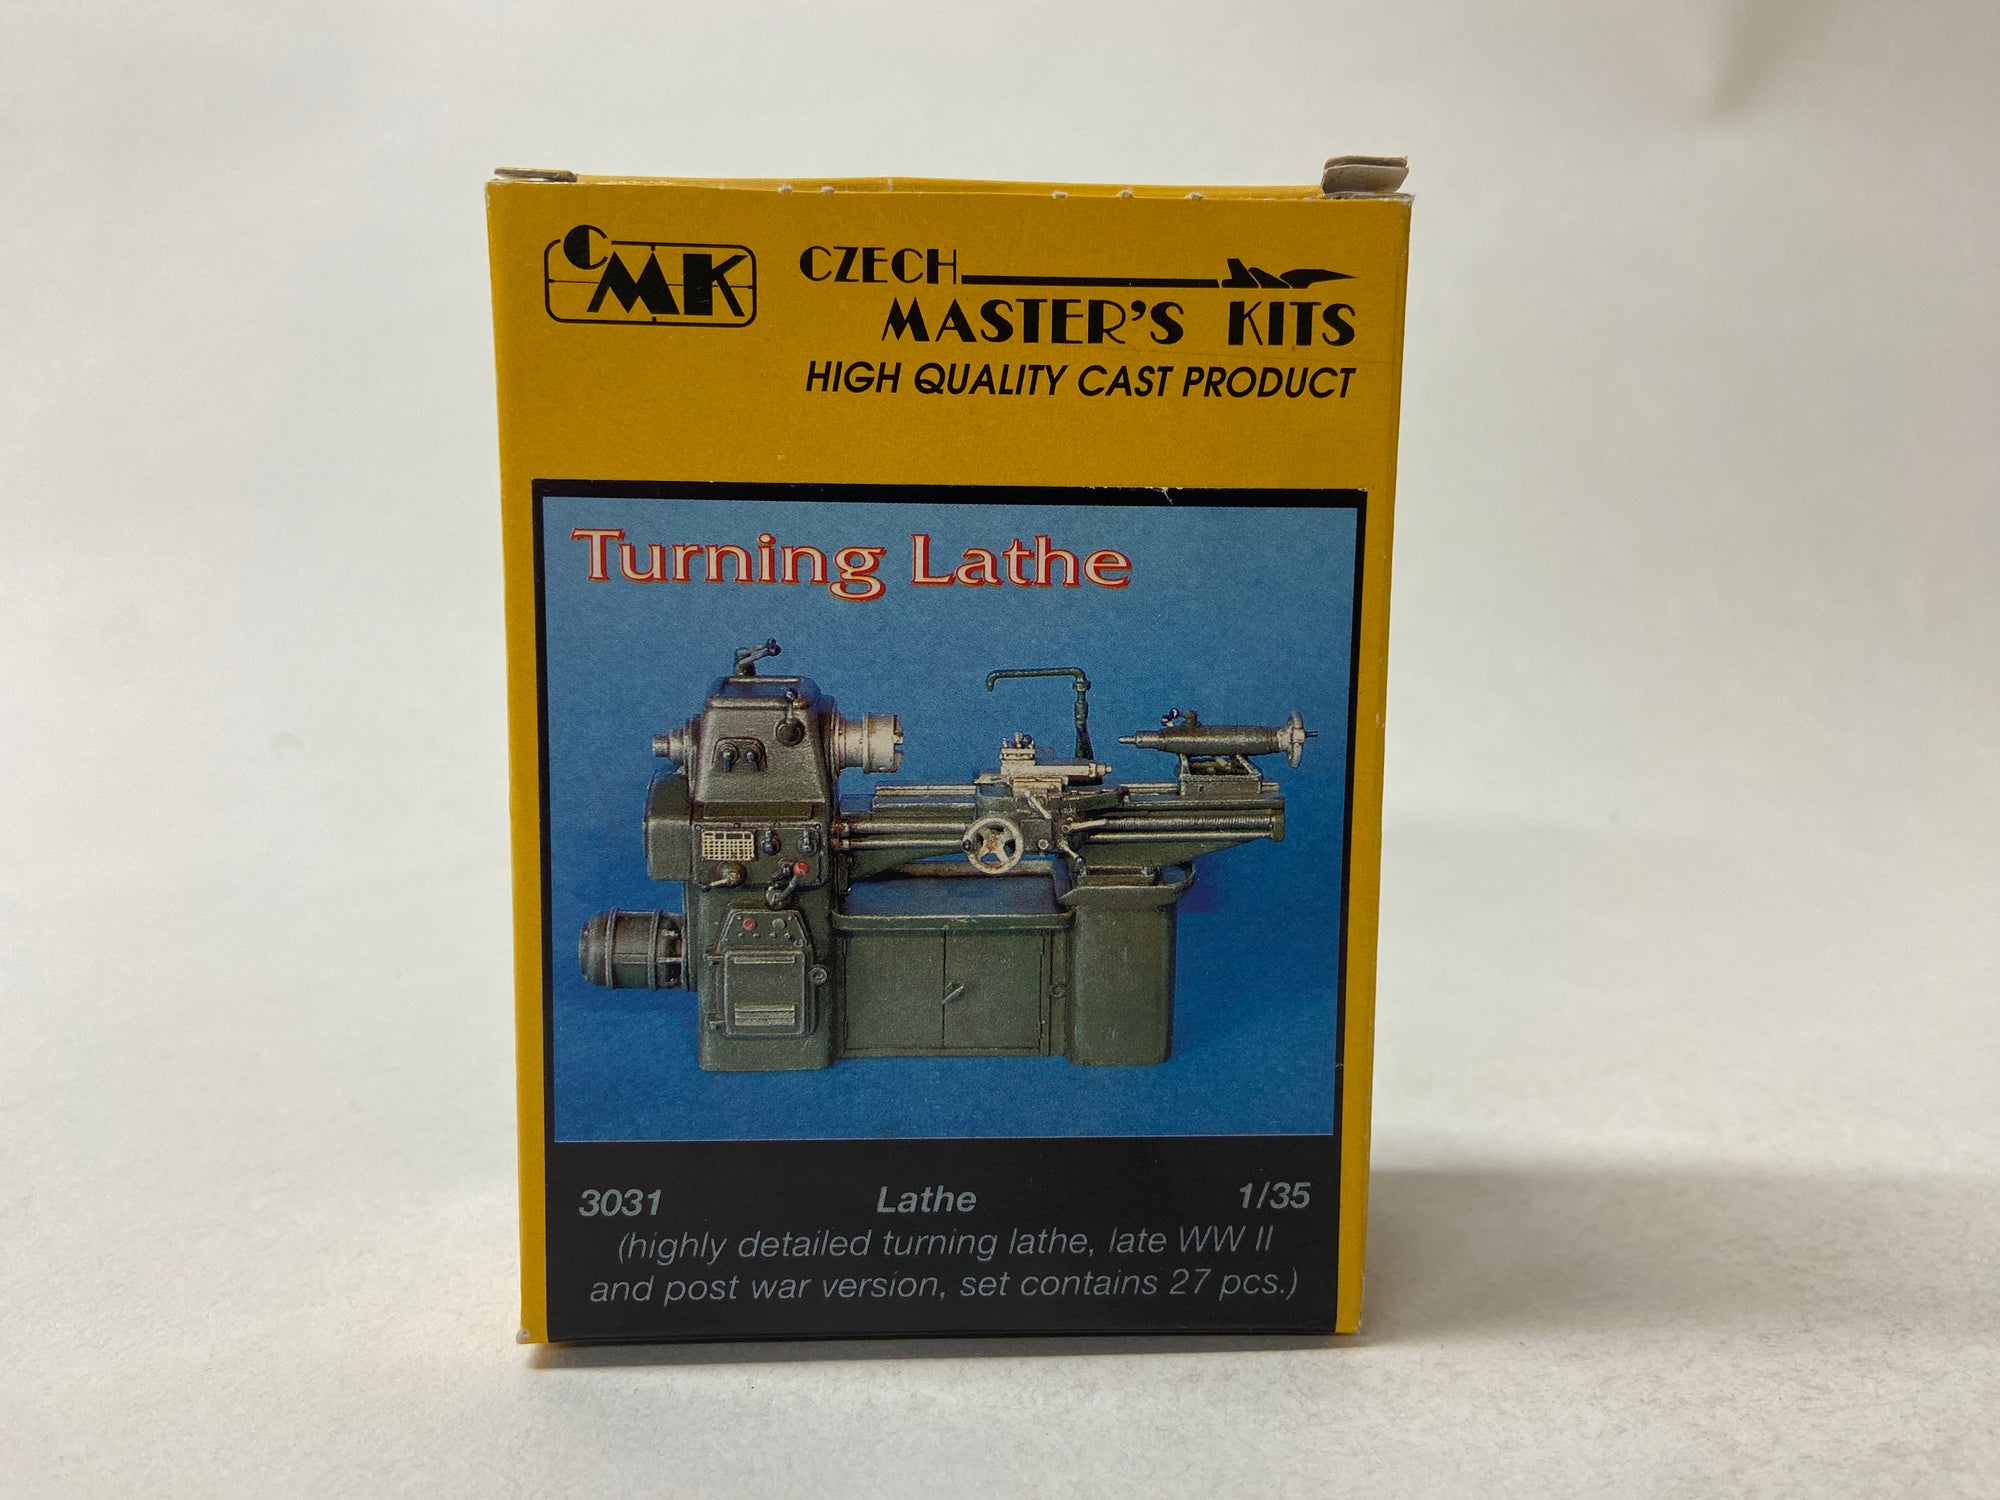 CMK
CZECH
MASTER'S KITS
HIGH QUALITY CAST PRODUCT
Turning Lathe
3031 Lathe 1/35
(highly detailed turning lathe, late WW II
and post war version, set contains 27 pcs.)